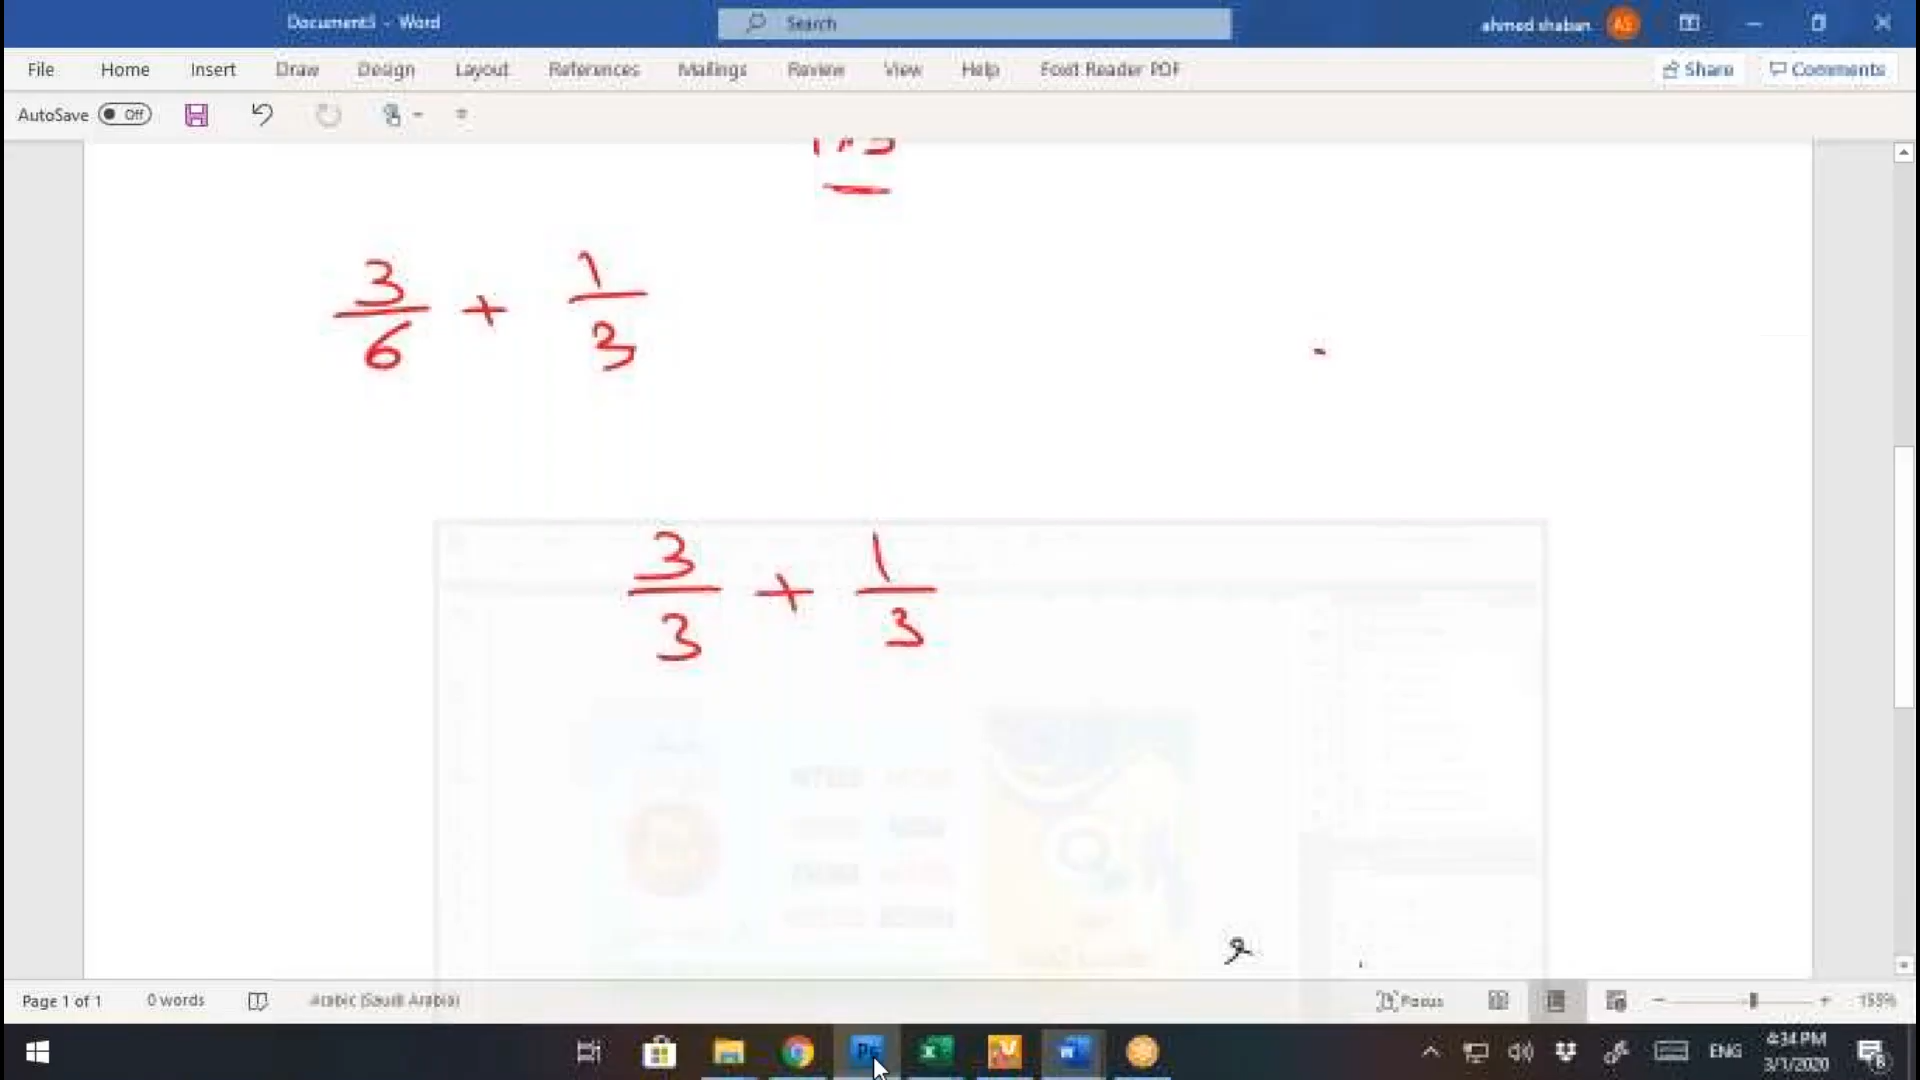 Document3 - Word
Search
ahmed shaban
AS
File Home Insert Draw Design Layout References Mailings Review View Help Foxit Reader PDF
Share Comments
AutoSave Off
3/6 + 1/3
3/3 + 1/3
Page 1 of 1 0 words Arabic (Saudi Arabia)
Focus
ENG
4:34 PM
3/1/2020